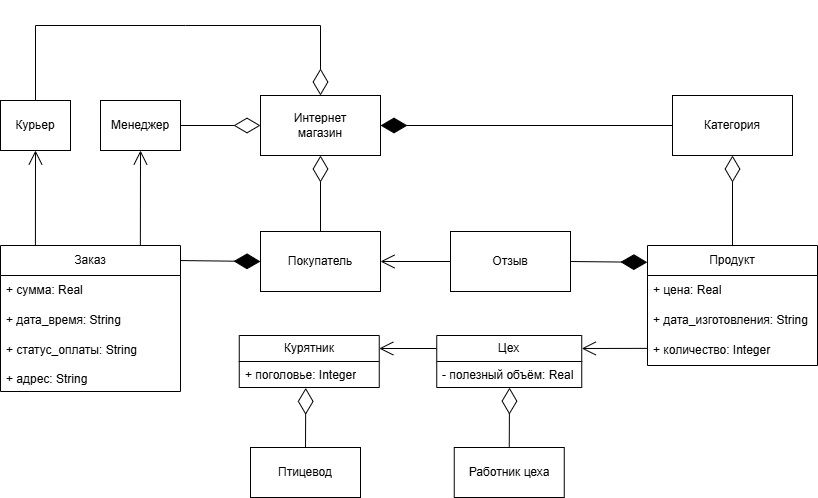 Курьер
Менеджер
Интернет
магазин
Категория
Заказ
+ сумма: Real
+ дата_время: String
+ статус_оплаты: String
+ адрес: String
Покупатель
Отзыв
Продукт
+ цена: Real
+ дата_изготовления: String
+ количество: Integer
Курятник
+ поголовье: Integer
Цех
- полезный объём: Real
Птицевод
Работник цеха